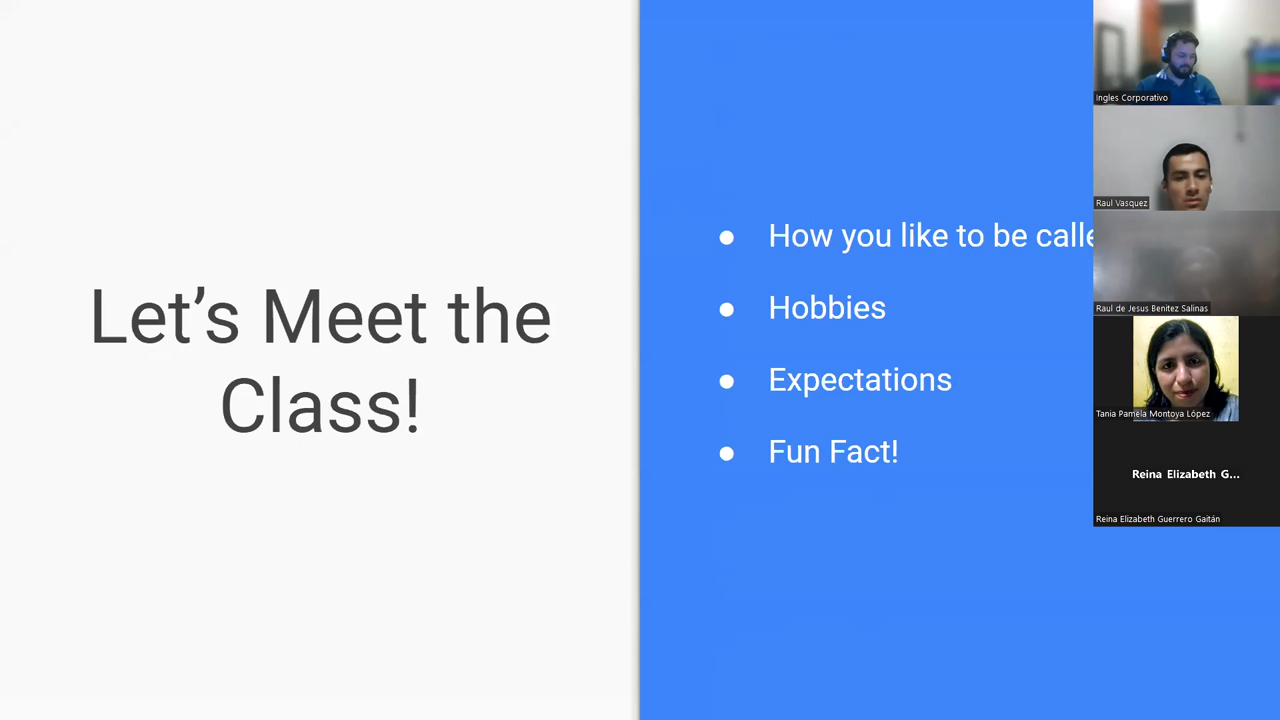 Let’s Meet the
Class!
How you like to be calle
Hobbies
Expectations
Fun Fact!
Ingles Corporativo
Raul Vasquez
Raul de Jesus Benitez Salinas
Tania Pamela Montoya López
Reina Elizabeth G...
Reina Elizabeth Guerrero Gaitán